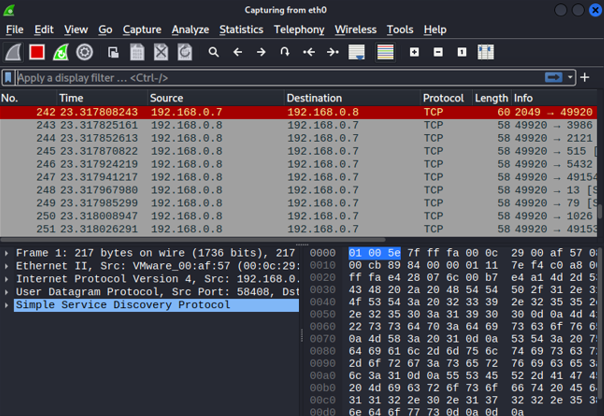 Capturing from eth0
File Edit View Go Capture Analyze Statistics Telephony Wireless Tools Help
Apply a display filter ... <Ctrl-/>
No. Time Source Destination Protocol Length Info
242 23.317808243 192.168.0.7 192.168.0.8 TCP 60 2049 → 49920
243 23.317825161 192.168.0.8 192.168.0.7 TCP 58 49920 → 3986
244 23.317852613 192.168.0.8 192.168.0.7 TCP 58 49920 → 2121
245 23.317870822 192.168.0.8 192.168.0.7 TCP 58 49920 → 515 [
246 23.317924219 192.168.0.8 192.168.0.7 TCP 58 49920 → 5432
247 23.317941217 192.168.0.8 192.168.0.7 TCP 58 49920 → 49154
248 23.317967980 192.168.0.8 192.168.0.7 TCP 58 49920 → 13 [S
249 23.317985299 192.168.0.8 192.168.0.7 TCP 58 49920 → 79 [S
250 23.318008947 192.168.0.8 192.168.0.7 TCP 58 49920 → 1026
251 23.318026291 192.168.0.8 192.168.0.7 TCP 58 49920 → 1029
Frame 1: 217 bytes on wire (1736 bits), 217
Ethernet II, Src: VMware_00:af:57 (00:0c:29:
Internet Protocol Version 4, Src: 192.168.0.
User Datagram Protocol, Src Port: 58408, Dst
Simple Service Discovery Protocol
0000 01 00 5e 7f ff fa 00 0c 29 00 af 57 08
0010 00 cb 89 84 00 00 01 11 7e f4 c0 a8 00
0020 ff fa e4 28 07 6c 00 b7 e4 a1 4d 2d 53
0030 43 48 20 2a 20 48 54 54 50 2f 31 2e 31
0040 4f 53 54 3a 20 32 33 39 2e 32 35 35 2e
0050 2e 32 35 30 3a 31 39 30 30 0d 0a 4d 41
0060 22 73 73 64 70 3a 64 69 73 63 6f 76 65
0070 0a 4d 58 3a 20 31 0d 0a 53 54 3a 20 75
0080 64 69 61 6c 2d 6d 75 6c 74 69 73 63 72
0090 2d 6f 72 67 3a 73 65 72 76 69 63 65 3a
00a0 6c 3a 31 0d 0a 55 53 45 52 2d 41 47 45
00b0 20 4d 69 63 72 6f 73 6f 66 74 20 45 64
00c0 31 31 32 2e 30 2e 31 37 32 32 2e 35 38
00d0 6e 64 6f 77 73 0d 0a 0d 0a